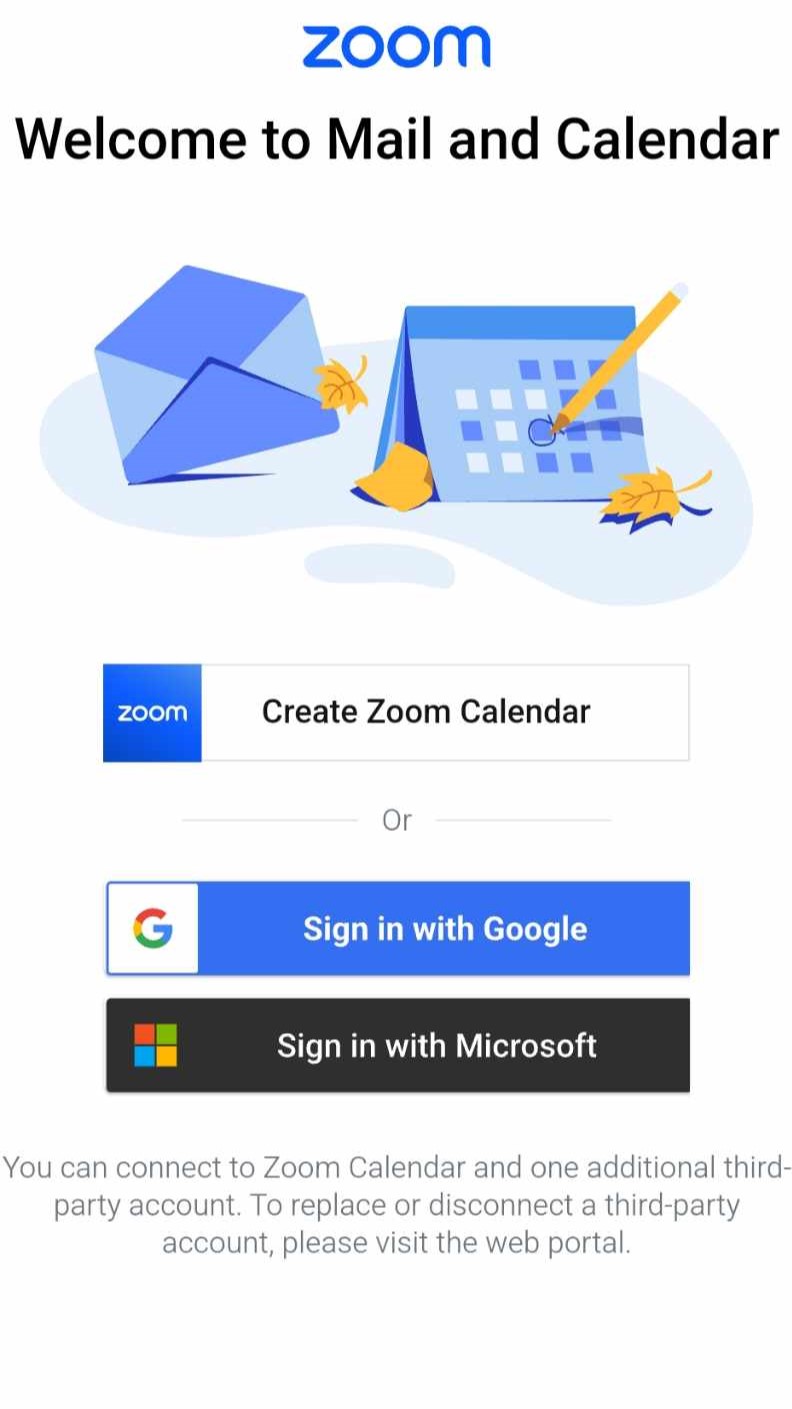 zoom
Welcome to Mail and Calendar
zoom
Create Zoom Calendar
Or
Sign in with Google
Sign in with Microsoft
You can connect to Zoom Calendar and one additional third-
party account. To replace or disconnect a third-party
account, please visit the web portal.